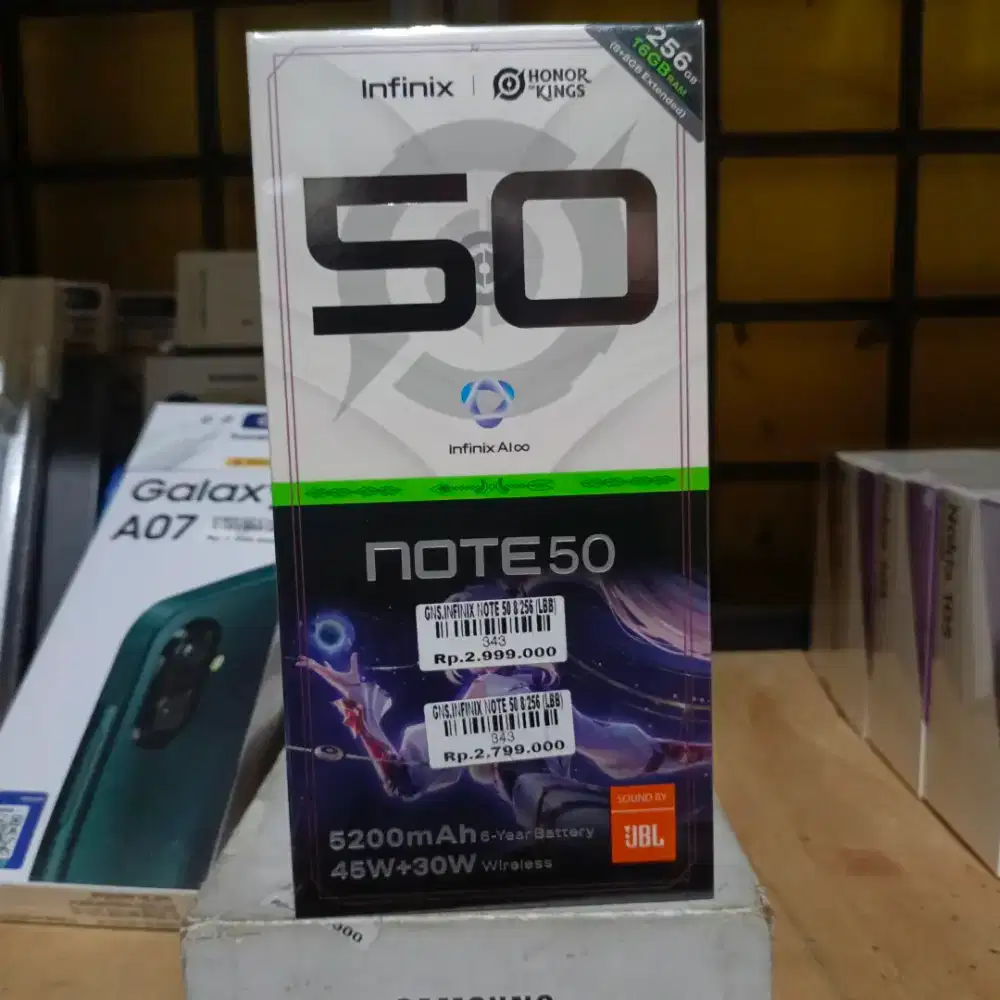 256GB
16GB RAM
(8+8GB Extended)
Infinix
HONOR
OF KINGS
50
Infinix AI∞
NOTE 50
GNS.INFINIX NOTE 50 8/256 (LBB)
343
Rp.2.999.000
GNS.INFINIX NOTE 50 8/256 (LBB)
343
Rp.2.799.000
SOUND BY
JBL
5200mAh 6-Year Battery
45W+30W Wireless
Galax
A07
000
SAMSUNG